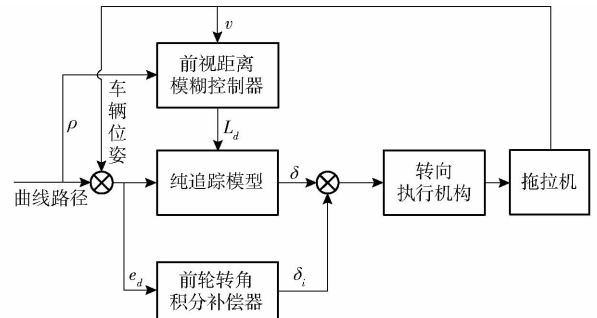 v
前视距离
模糊控制器
车辆位姿
ρ
L_d
曲线路径
纯追踪模型
δ
转向
执行机构
拖拉机
e_d
前轮转角
积分补偿器
δ_i